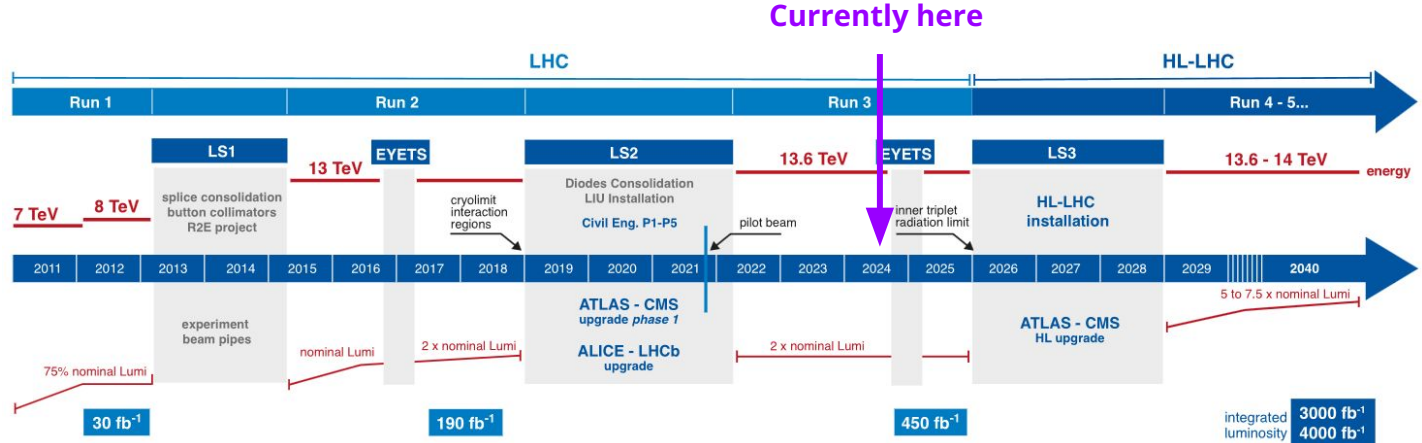 Currently here
LHC
HL-LHC
Run 1
Run 2
Run 3
Run 4 - 5...
LS1
EYETS
LS2
EYETS
LS3
7 TeV
8 TeV
13 TeV
13.6 TeV
13.6 - 14 TeV
energy
splice consolidation
button collimators
R2E project
cryolimit
interaction
regions
Diodes Consolidation
LIU Installation
Civil Eng. P1-P5
pilot beam
inner triplet
radiation limit
HL-LHC
installation
2011
2012
2013
2014
2015
2016
2017
2018
2019
2020
2021
2022
2023
2024
2025
2026
2027
2028
2029
2040
experiment
beam pipes
ATLAS - CMS
upgrade phase 1
ALICE - LHCb
upgrade
ATLAS - CMS
HL upgrade
75% nominal Lumi
nominal Lumi
2 x nominal Lumi
2 x nominal Lumi
5 to 7.5 x nominal Lumi
30 fb⁻¹
190 fb⁻¹
450 fb⁻¹
integrated
luminosity
3000 fb⁻¹
4000 fb⁻¹